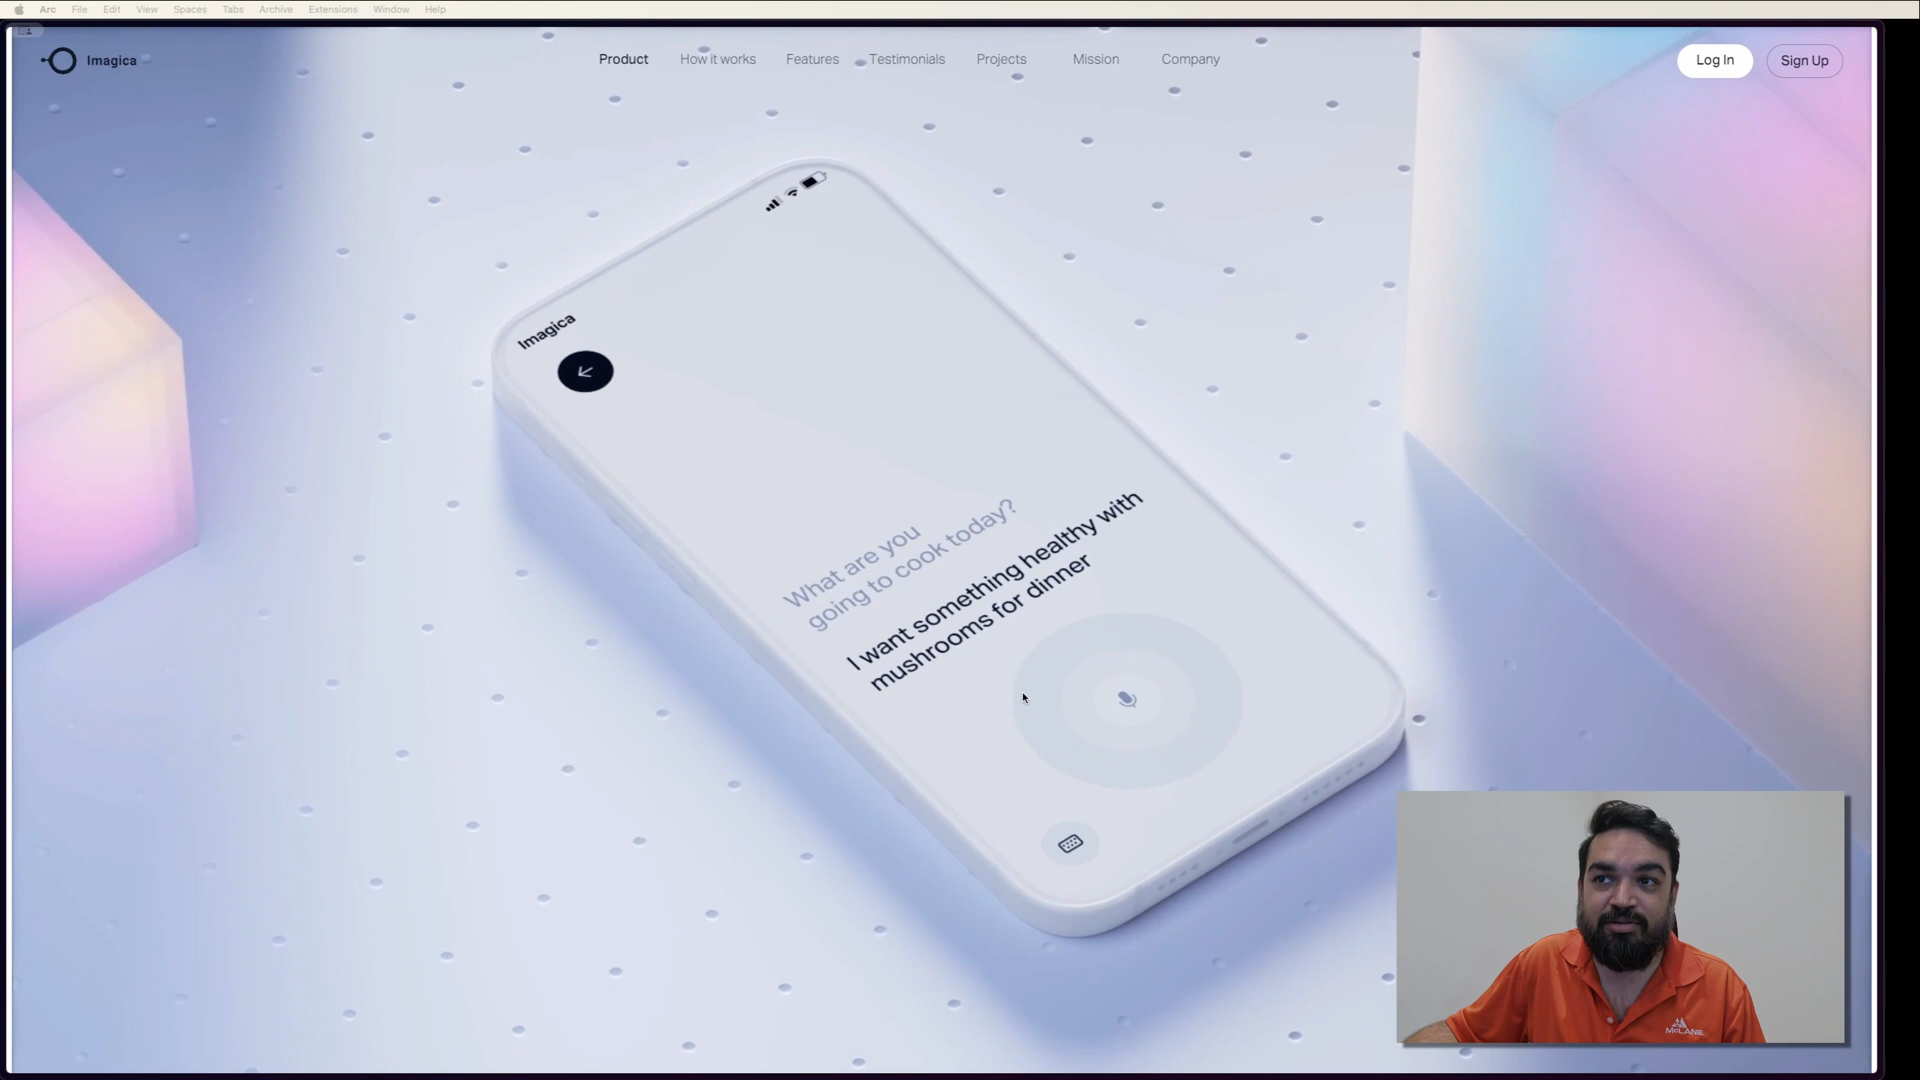 Arc File Edit View Spaces Tabs Archive Extensions Window Help
Imagica
Product How it works Features Testimonials Projects Mission Company
Log In Sign Up
Imagica
What are you
going to cook today?
I want something healthy with
mushrooms for dinner
McLANE